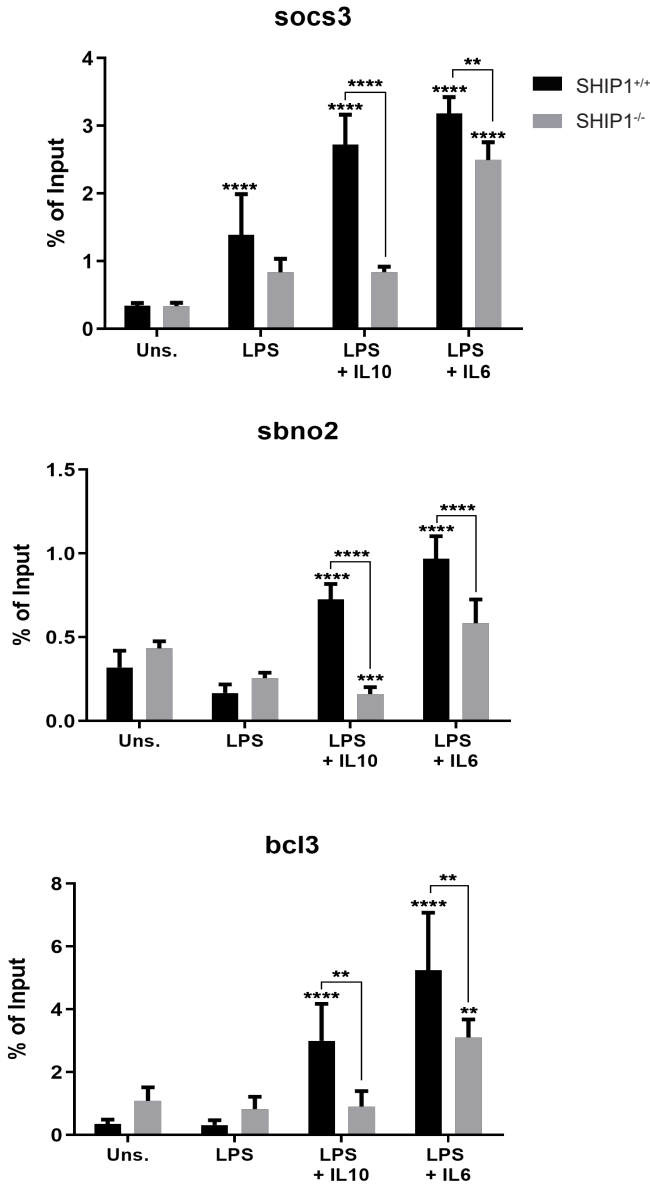 socs3
4
3
2
1
0
% of Input
****
****
****
****
**
****
SHIP1+/+
SHIP1-/-
Uns.
LPS
LPS
+ IL10
LPS
+ IL6
sbno2
1.5
1.0
0.5
0.0
% of Input
****
****
***
****
****
Uns.
LPS
LPS
+ IL10
LPS
+ IL6
bcl3
8
6
4
2
0
% of Input
**
****
**
****
**
Uns.
LPS
LPS
+ IL10
LPS
+ IL6